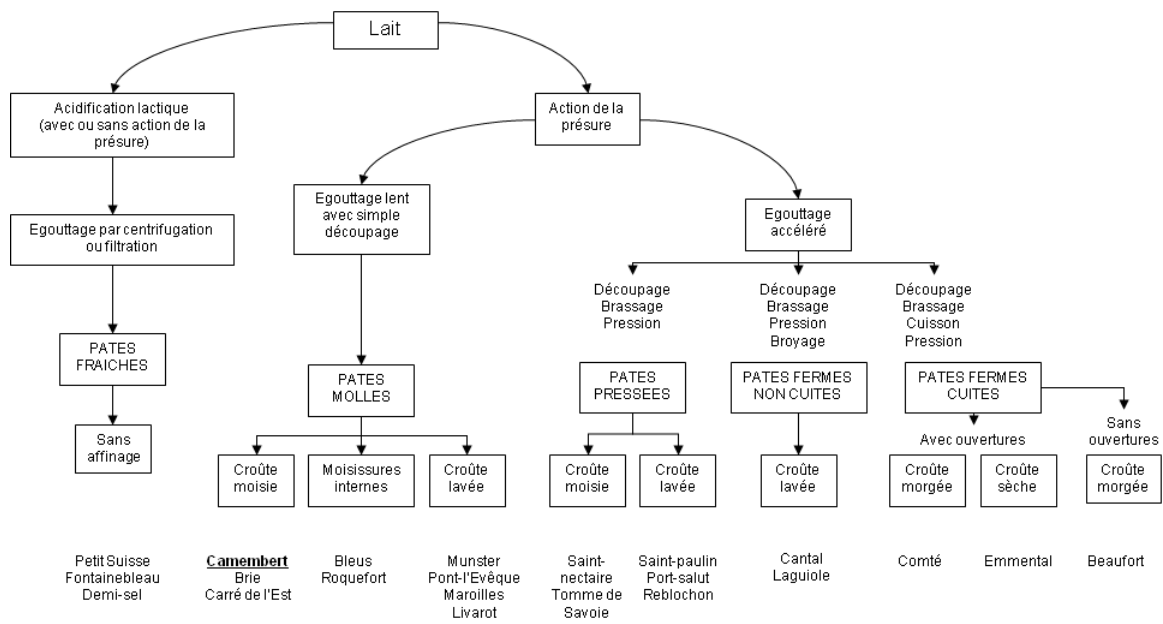 Lait
Acidification lactique
(avec ou sans action de la
présure)
Action de la
présure
Egouttage lent
avec simple
découpage
Egouttage
accéléré
Egouttage par centrifugation
ou filtration
Découpage
Brassage
Pression
Découpage
Brassage
Pression
Broyage
Découpage
Brassage
Cuisson
Pression
PATES
FRAICHES
PATES
MOLLES
PATES
PRESSEES
PATES FERMES
NON CUITES
PATES FERMES
CUITES
Sans
affinage
Avec ouvertures
Sans
ouvertures
Croûte
moisie
Moisissures
internes
Croûte
lavée
Croûte
moisie
Croûte
lavée
Croûte
lavée
Croûte
morgée
Croûte
sèche
Croûte
morgée
Petit Suisse
Fontainebleau
Demi-sel
Camembert
Brie
Carré de l'Est
Bleus
Roquefort
Munster
Pont-l'Evêque
Maroilles
Livarot
Saint-
nectaire
Tomme de
Savoie
Saint-paulin
Port-salut
Reblochon
Cantal
Laguiole
Comté
Emmental
Beaufort